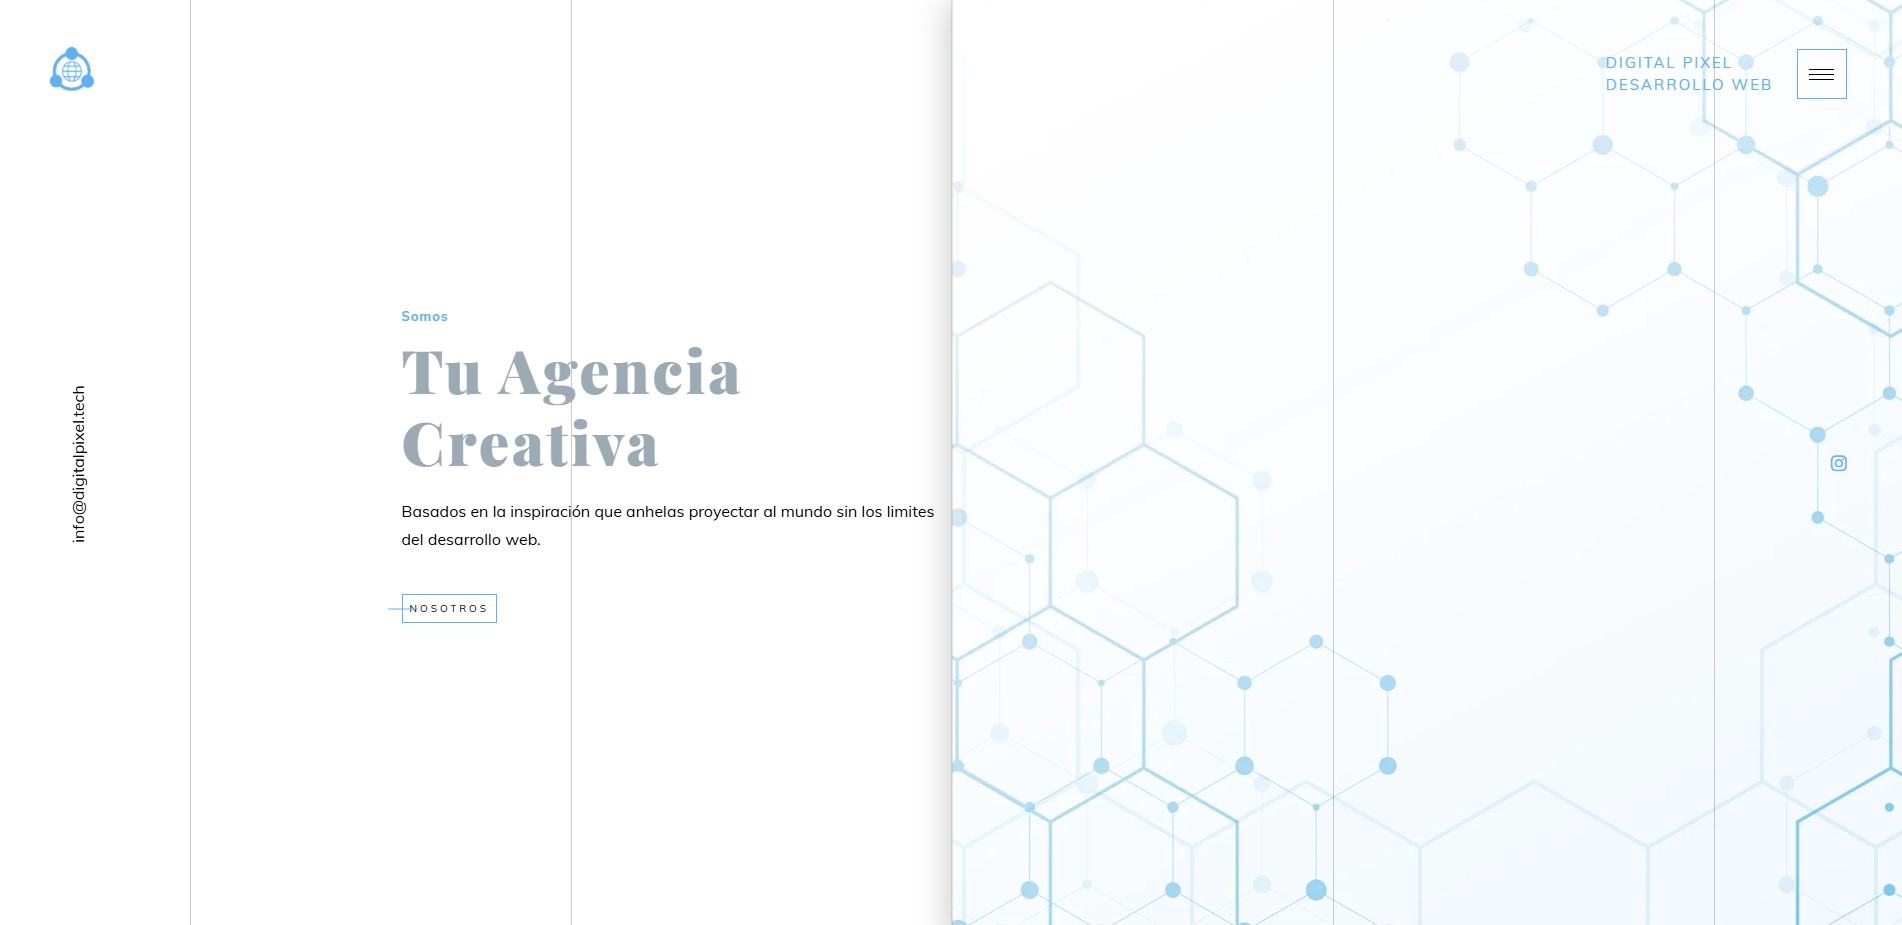 DIGITAL PIXEL
DESARROLLO WEB
info@digitalpixel.tech
Somos
Tu Agencia
Creativa
Basados en la inspiración que anhelas proyectar al mundo sin los limites
del desarrollo web.
NOSOTROS